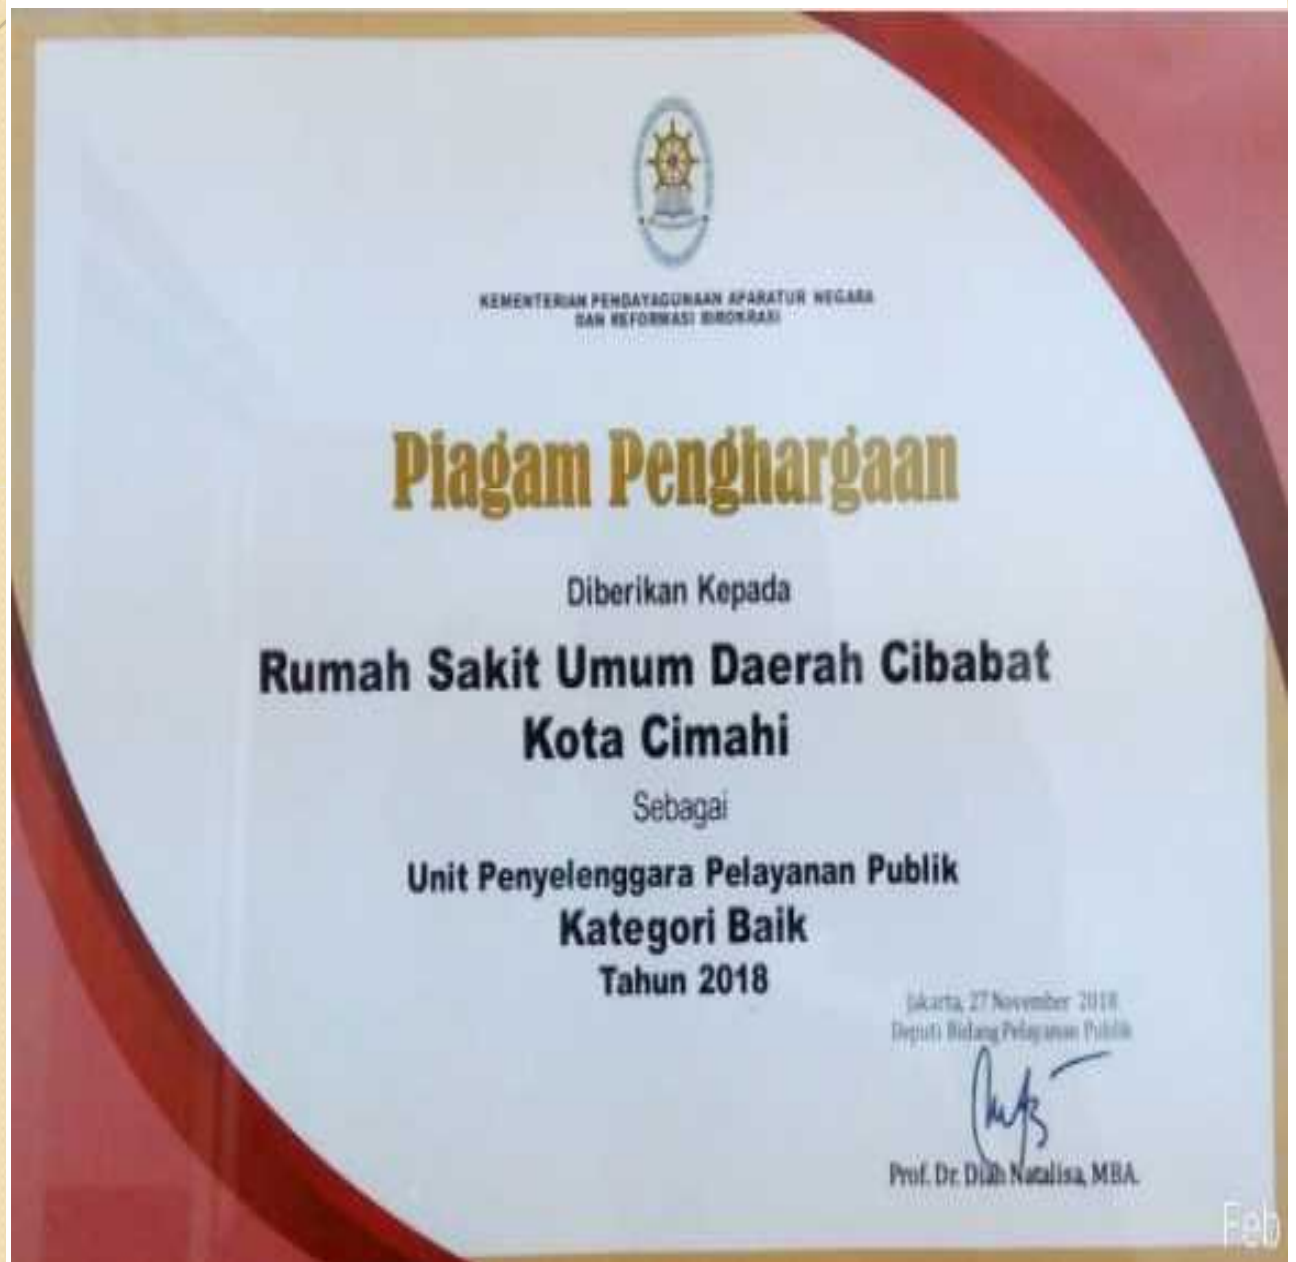 KEMENTERIAN PENDAYAGUNAAN APARATUR NEGARA
DAN REFORMASI BIROKRASI
Piagam Penghargaan
Diberikan Kepada
Rumah Sakit Umum Daerah Cibabat
Kota Cimahi
Sebagai
Unit Penyelenggara Pelayanan Publik
Kategori Baik
Tahun 2018
Jakarta, 27 November 2018
Deputi Bidang Pelayanan Publik
Prof. Dr. Diah Natalisa, MBA.
Feb